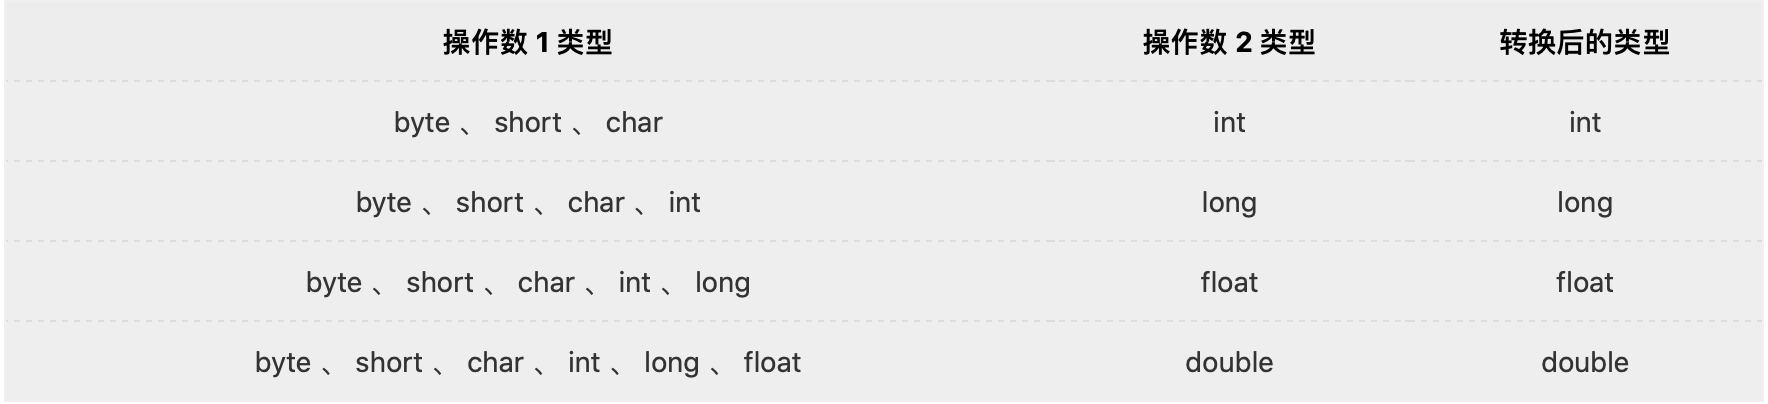 操作数 1 类型 操作数 2 类型 转换后的类型
byte 、 short 、 char int int
byte 、 short 、 char 、 int long long
byte 、 short 、 char 、 int 、 long float float
byte 、 short 、 char 、 int 、 long 、 float double double